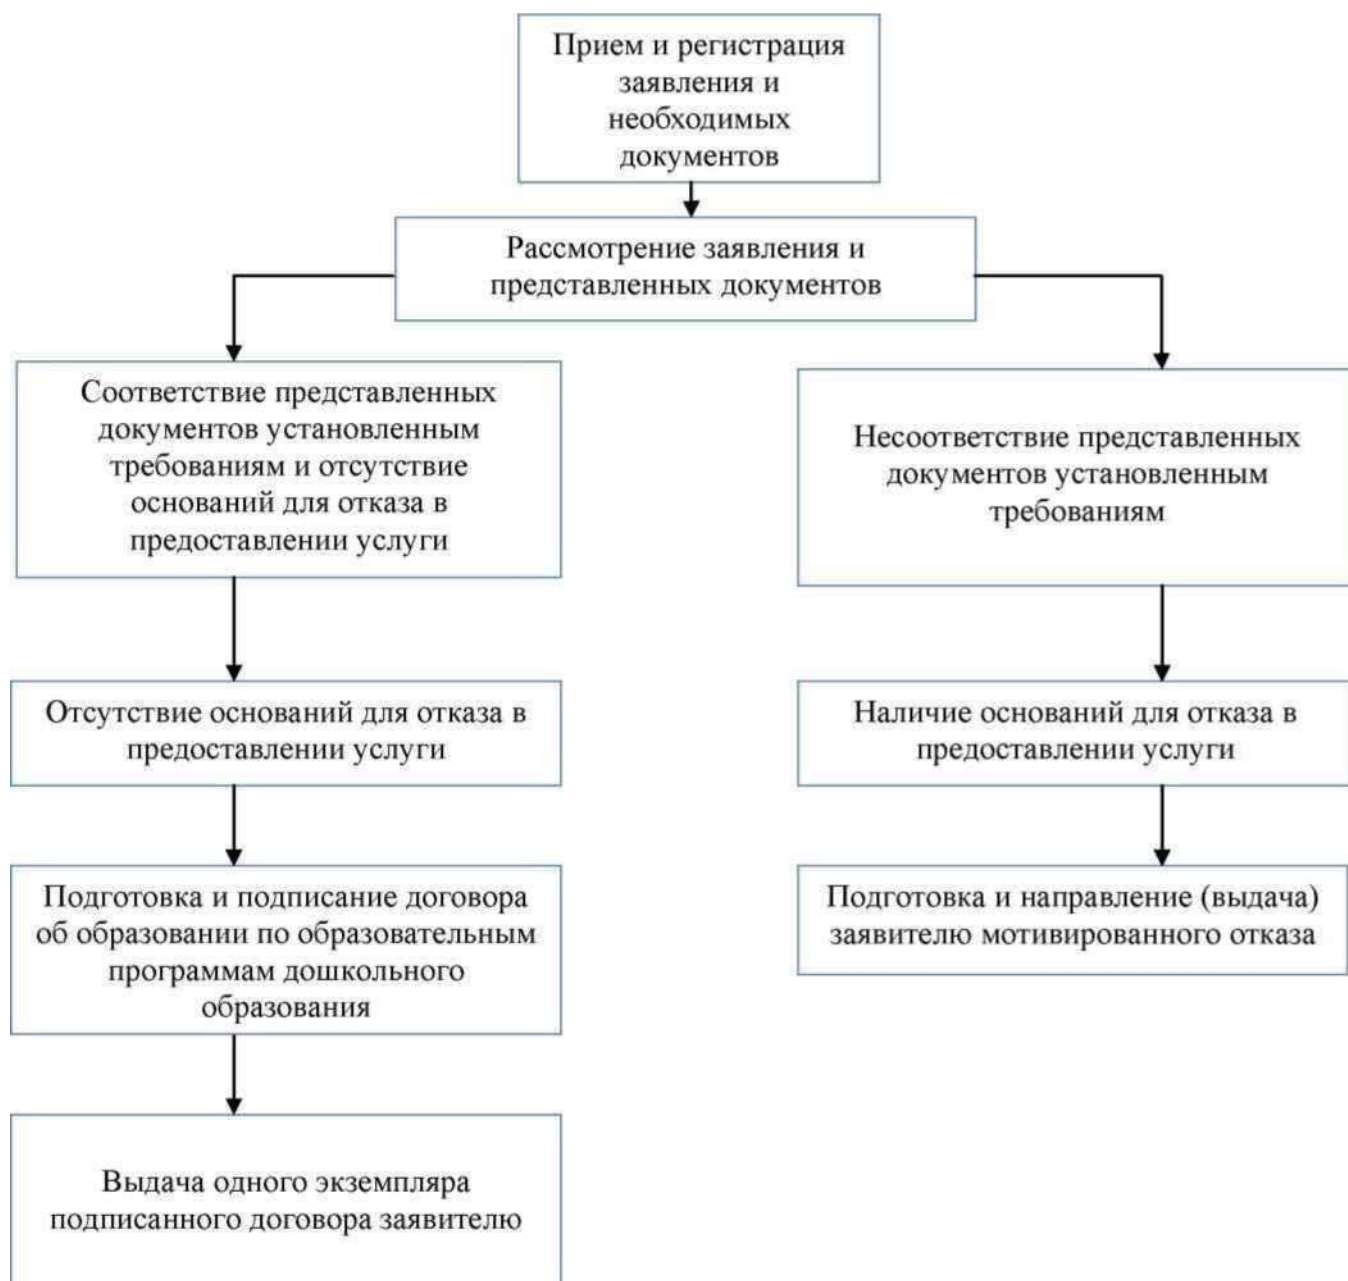 Прием и регистрация
заявления и
необходимых
документов
Рассмотрение заявления и
представленных документов
Соответствие представленных
документов установленным
требованиям и отсутствие
оснований для отказа в
предоставлении услуги
Несоответствие представленных
документов установленным
требованиям
Отсутствие оснований для отказа в
предоставлении услуги
Наличие оснований для отказа в
предоставлении услуги
Подготовка и подписание договора
об образовании по образовательным
программам дошкольного
образования
Подготовка и направление (выдача)
заявителю мотивированного отказа
Выдача одного экземпляра
подписанного договора заявителю